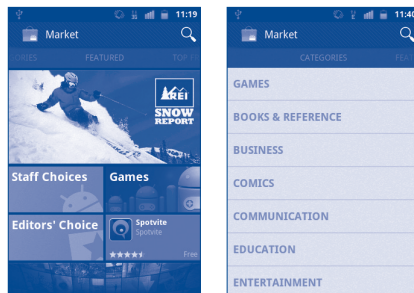 11:19
Market
ORIES FEATURED TOP
REI
SNOW
REPORT
Staff Choices Games
Editors' Choice
Spotvite
Spotvite
Free
11:40
Market
CATEGORIES FEA
GAMES
BOOKS & REFERENCE
BUSINESS
COMICS
COMMUNICATION
EDUCATION
ENTERTAINMENT